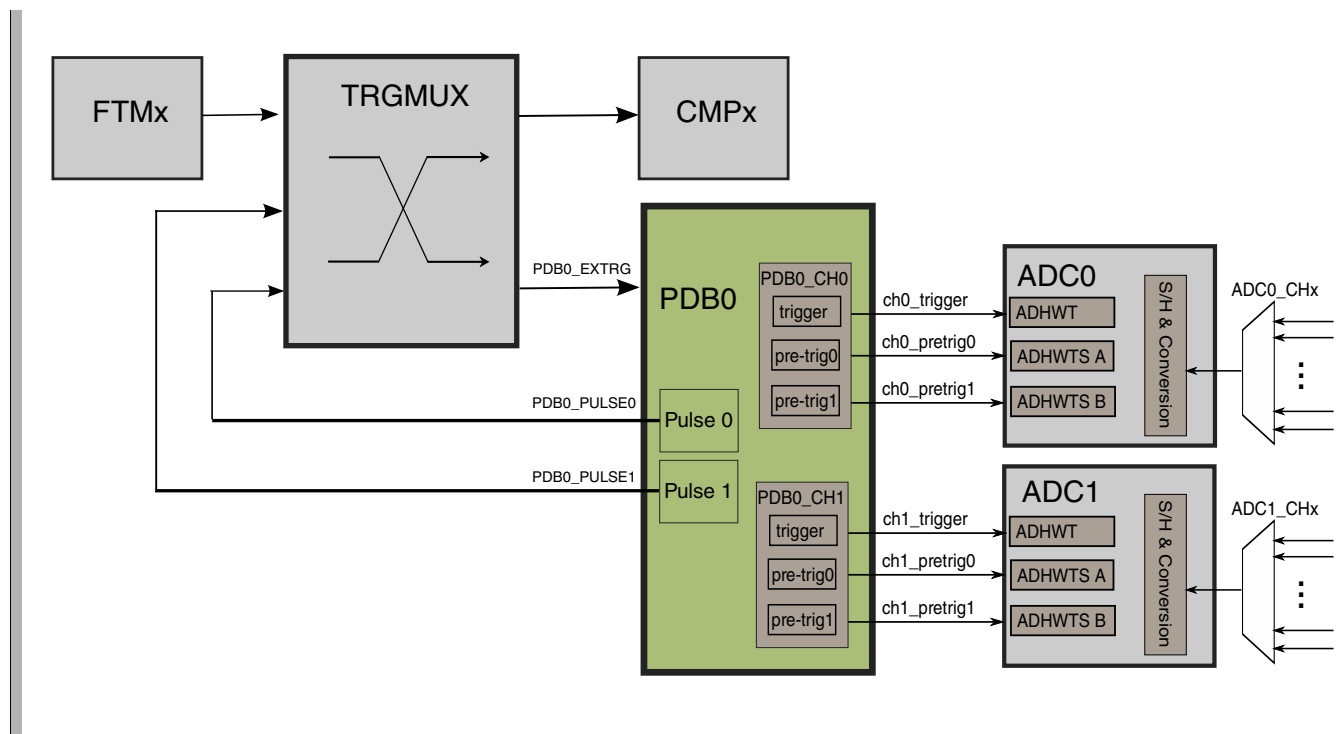 FTMx
TRGMUX
CMPx
PDB0_EXTRG
PDB0
PDB0_CH0
trigger
pre-trig0
pre-trig1
ch0_trigger
ch0_pretrig0
ch0_pretrig1
ADC0
ADHWT
ADHWTS A
ADHWTS B
S/H & Conversion
ADC0_CHx
PDB0_PULSE0
Pulse 0
PDB0_PULSE1
Pulse 1
PDB0_CH1
trigger
pre-trig0
pre-trig1
ch1_trigger
ch1_pretrig0
ch1_pretrig1
ADC1
ADHWT
ADHWTS A
ADHWTS B
S/H & Conversion
ADC1_CHx